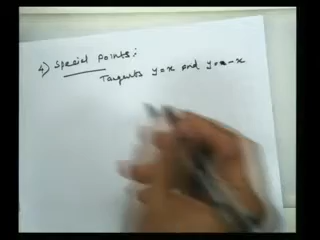 4) Special Points:
Tangents y=x and y=-x